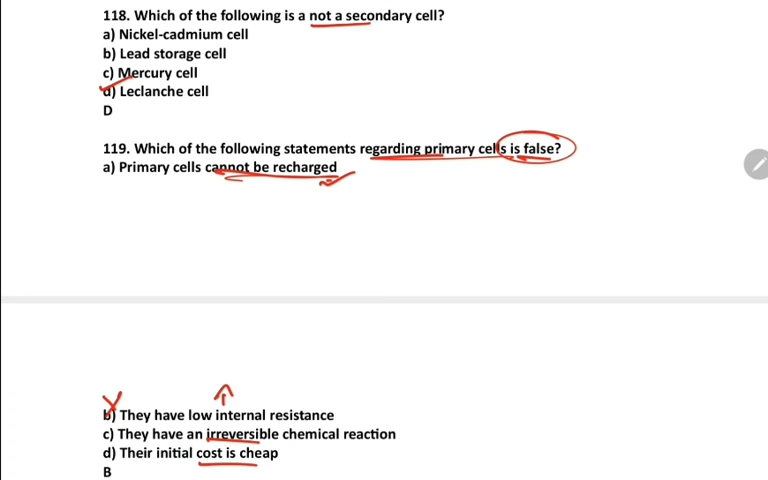 118. Which of the following is a not a secondary cell?
a) Nickel-cadmium cell
b) Lead storage cell
c) Mercury cell
d) Leclanche cell
D
119. Which of the following statements regarding primary cells is false?
a) Primary cells cannot be recharged
b) They have low internal resistance
c) They have an irreversible chemical reaction
d) Their initial cost is cheap
B